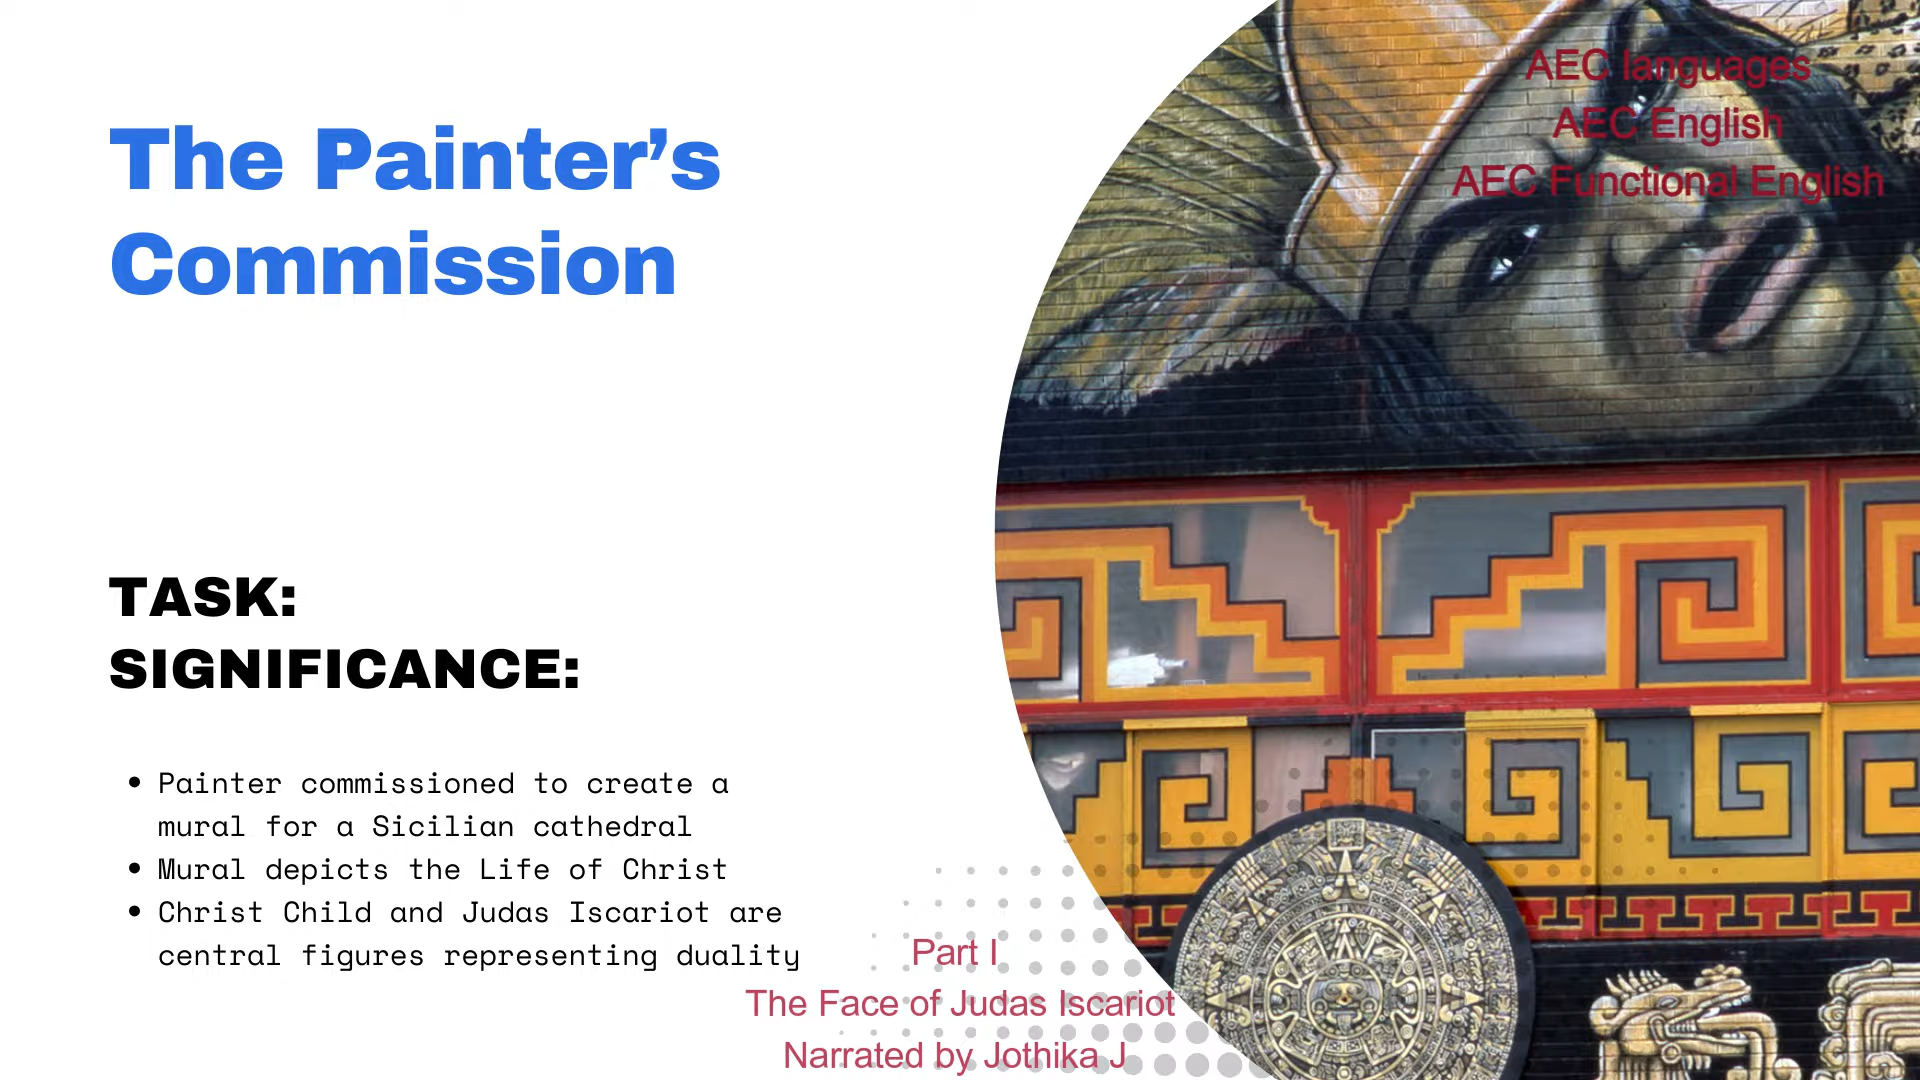 The Painter’s
Commission
AEC languages
AEC English
AEC Functional English
TASK:
SIGNIFICANCE:
• Painter commissioned to create a
mural for a Sicilian cathedral
• Mural depicts the Life of Christ
• Christ Child and Judas Iscariot are
central figures representing duality
Part I
The Face of Judas Iscariot
Narrated by Jothika J